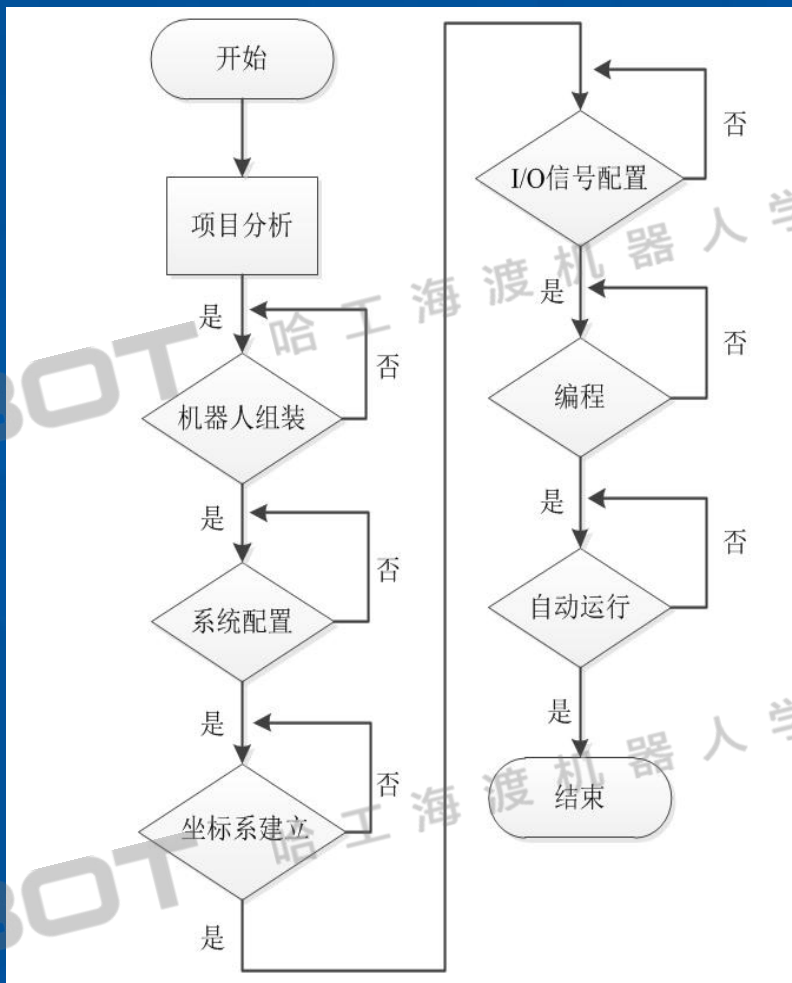 开始
项目分析
是
否
机器人组装
是
否
系统配置
是
否
坐标系建立
是
否
I/O信号配置
是
否
编程
是
否
自动运行
是
结束
BOT 哈工海渡机器人学
BOT 哈工海渡机器人学